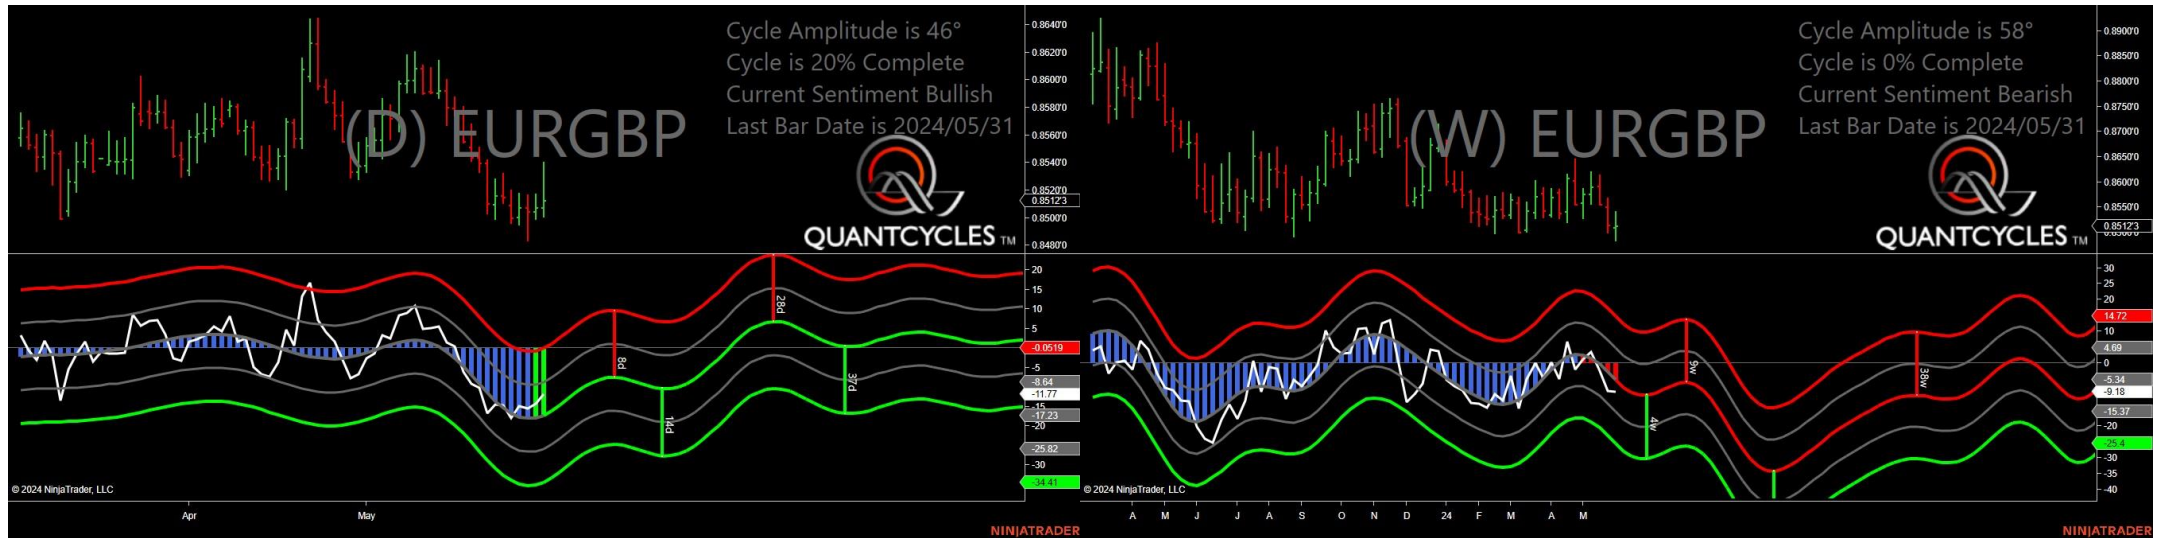 Cycle Amplitude is 46°
Cycle is 20% Complete
Current Sentiment Bullish
Last Bar Date is 2024/05/31
(D) EURGBP
QUANTCYCLES TM
0.8640'0
0.8620'0
0.8600'0
0.8580'0
0.8560'0
0.8540'0
0.8520'0
0.8512'3
0.8500'0
0.8480'0
20
15
10
5
-0.0519
-5
-8.64
-11.77
-15
-17.23
-20
-25.82
-30
-34.41
8d
14d
28d
37d
© 2024 NinjaTrader, LLC
Apr
May
NINJATRADER
Cycle Amplitude is 58°
Cycle is 0% Complete
Current Sentiment Bearish
Last Bar Date is 2024/05/31
(W) EURGBP
QUANTCYCLES TM
0.8900'0
0.8850'0
0.8800'0
0.8750'0
0.8700'0
0.8650'0
0.8600'0
0.8550'0
0.8512'3
30
25
20
14.72
10
4.69
0
-5.34
-9.18
-15.37
-20
-25.4
-30
-35
-40
4w
9w
38w
© 2024 NinjaTrader, LLC
A M J J A S O N D 24 F M A M
NINJATRADER